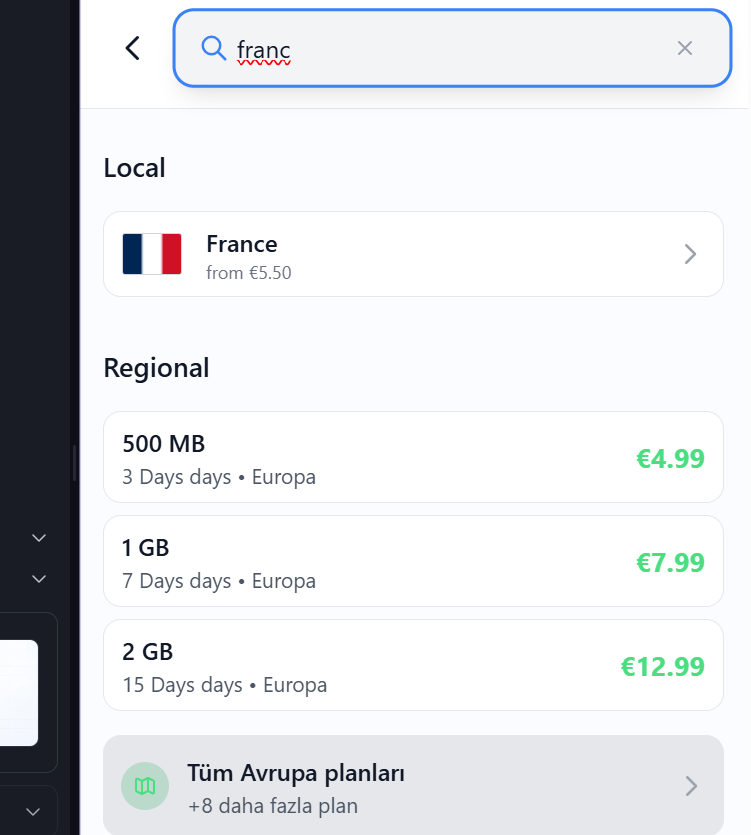 franc
Local
France
from €5.50
Regional
500 MB
3 Days days • Europa
€4.99
1 GB
7 Days days • Europa
€7.99
2 GB
15 Days days • Europa
€12.99
Tüm Avrupa planları
+8 daha fazla plan